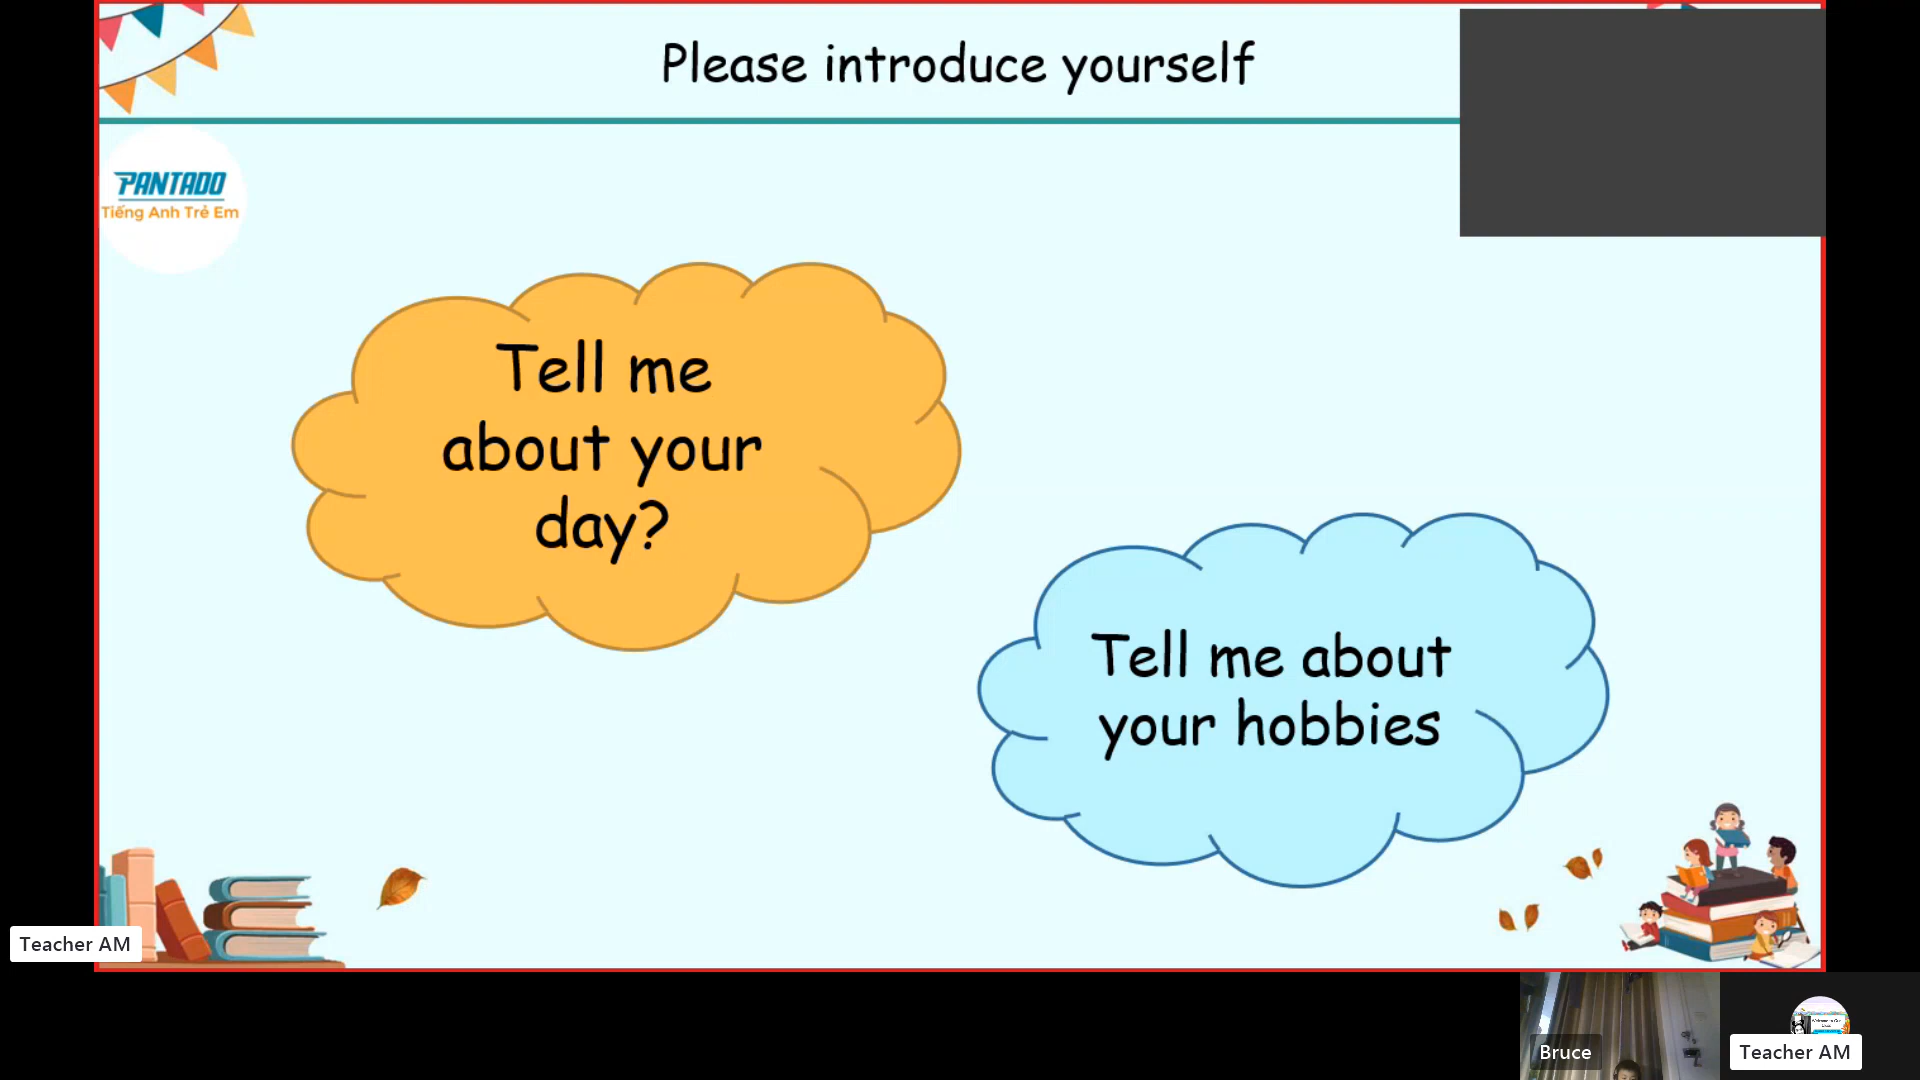 Please introduce yourself
PANTADO
Tiếng Anh Trẻ Em
Tell me
about your
day?
Tell me about
your hobbies
Teacher AM
Bruce
Teacher AM